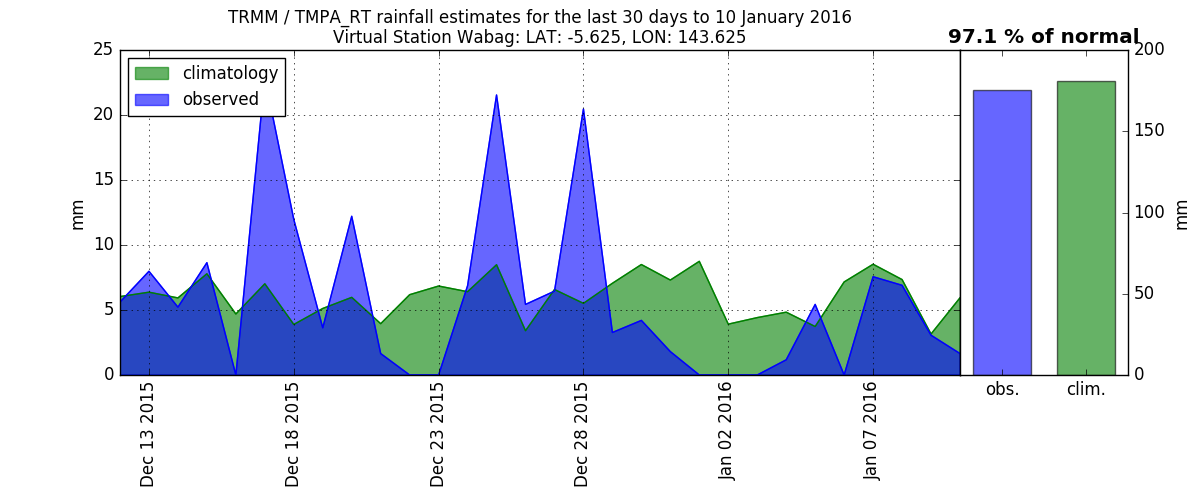 TRMM / TMPA_RT rainfall estimates for the last 30 days to 10 January 2016
Virtual Station Wabag: LAT: -5.625, LON: 143.625
97.1 % of normal
climatology
observed
25
20
15
10
5
0
mm
Dec 13 2015
Dec 18 2015
Dec 23 2015
Dec 28 2015
Jan 02 2016
Jan 07 2016
200
150
100
50
0
mm
obs.
clim.